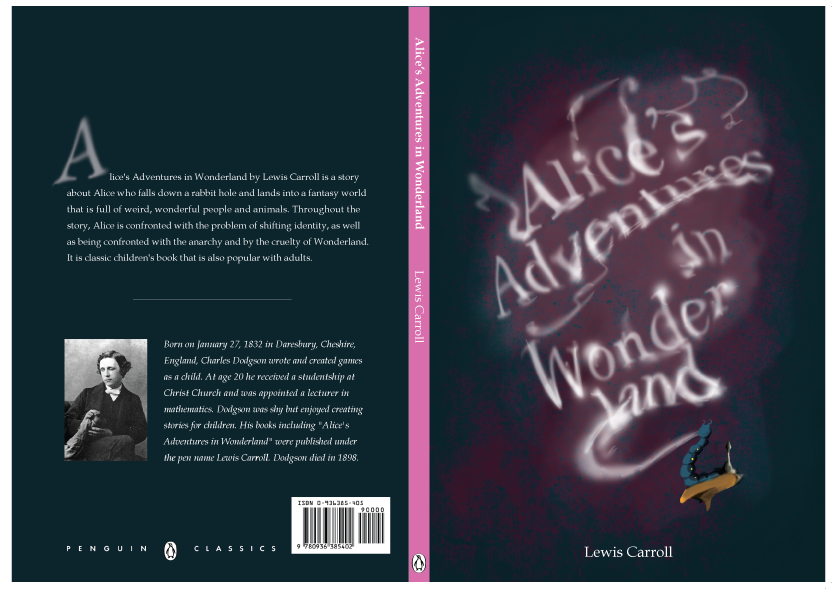 Alice's Adventures in Wonderland by Lewis Carroll is a story
about Alice who falls down a rabbit hole and lands into a fantasy world
that is full of weird, wonderful people and animals. Throughout the
story, Alice is confronted with the problem of shifting identity, as well
as being confronted with the anarchy and by the cruelty of Wonderland.
It is classic children's book that is also popular with adults.
Born on January 27, 1832 in Daresbury, Cheshire,
England, Charles Dodgson wrote and created games
as a child. At age 20 he received a studentship at
Christ Church and was appointed a lecturer in
mathematics. Dodgson was shy but enjoyed creating
stories for children. His books including "Alice's
Adventures in Wonderland" were published under
the pen name Lewis Carroll. Dodgson died in 1898.
PENGUIN CLASSICS
ISBN 0-936385-405
90000
9 780936 385402
Alice's Adventures in Wonderland Lewis Carroll
Alice's
Adventures
in
Wonder
land
Lewis Carroll